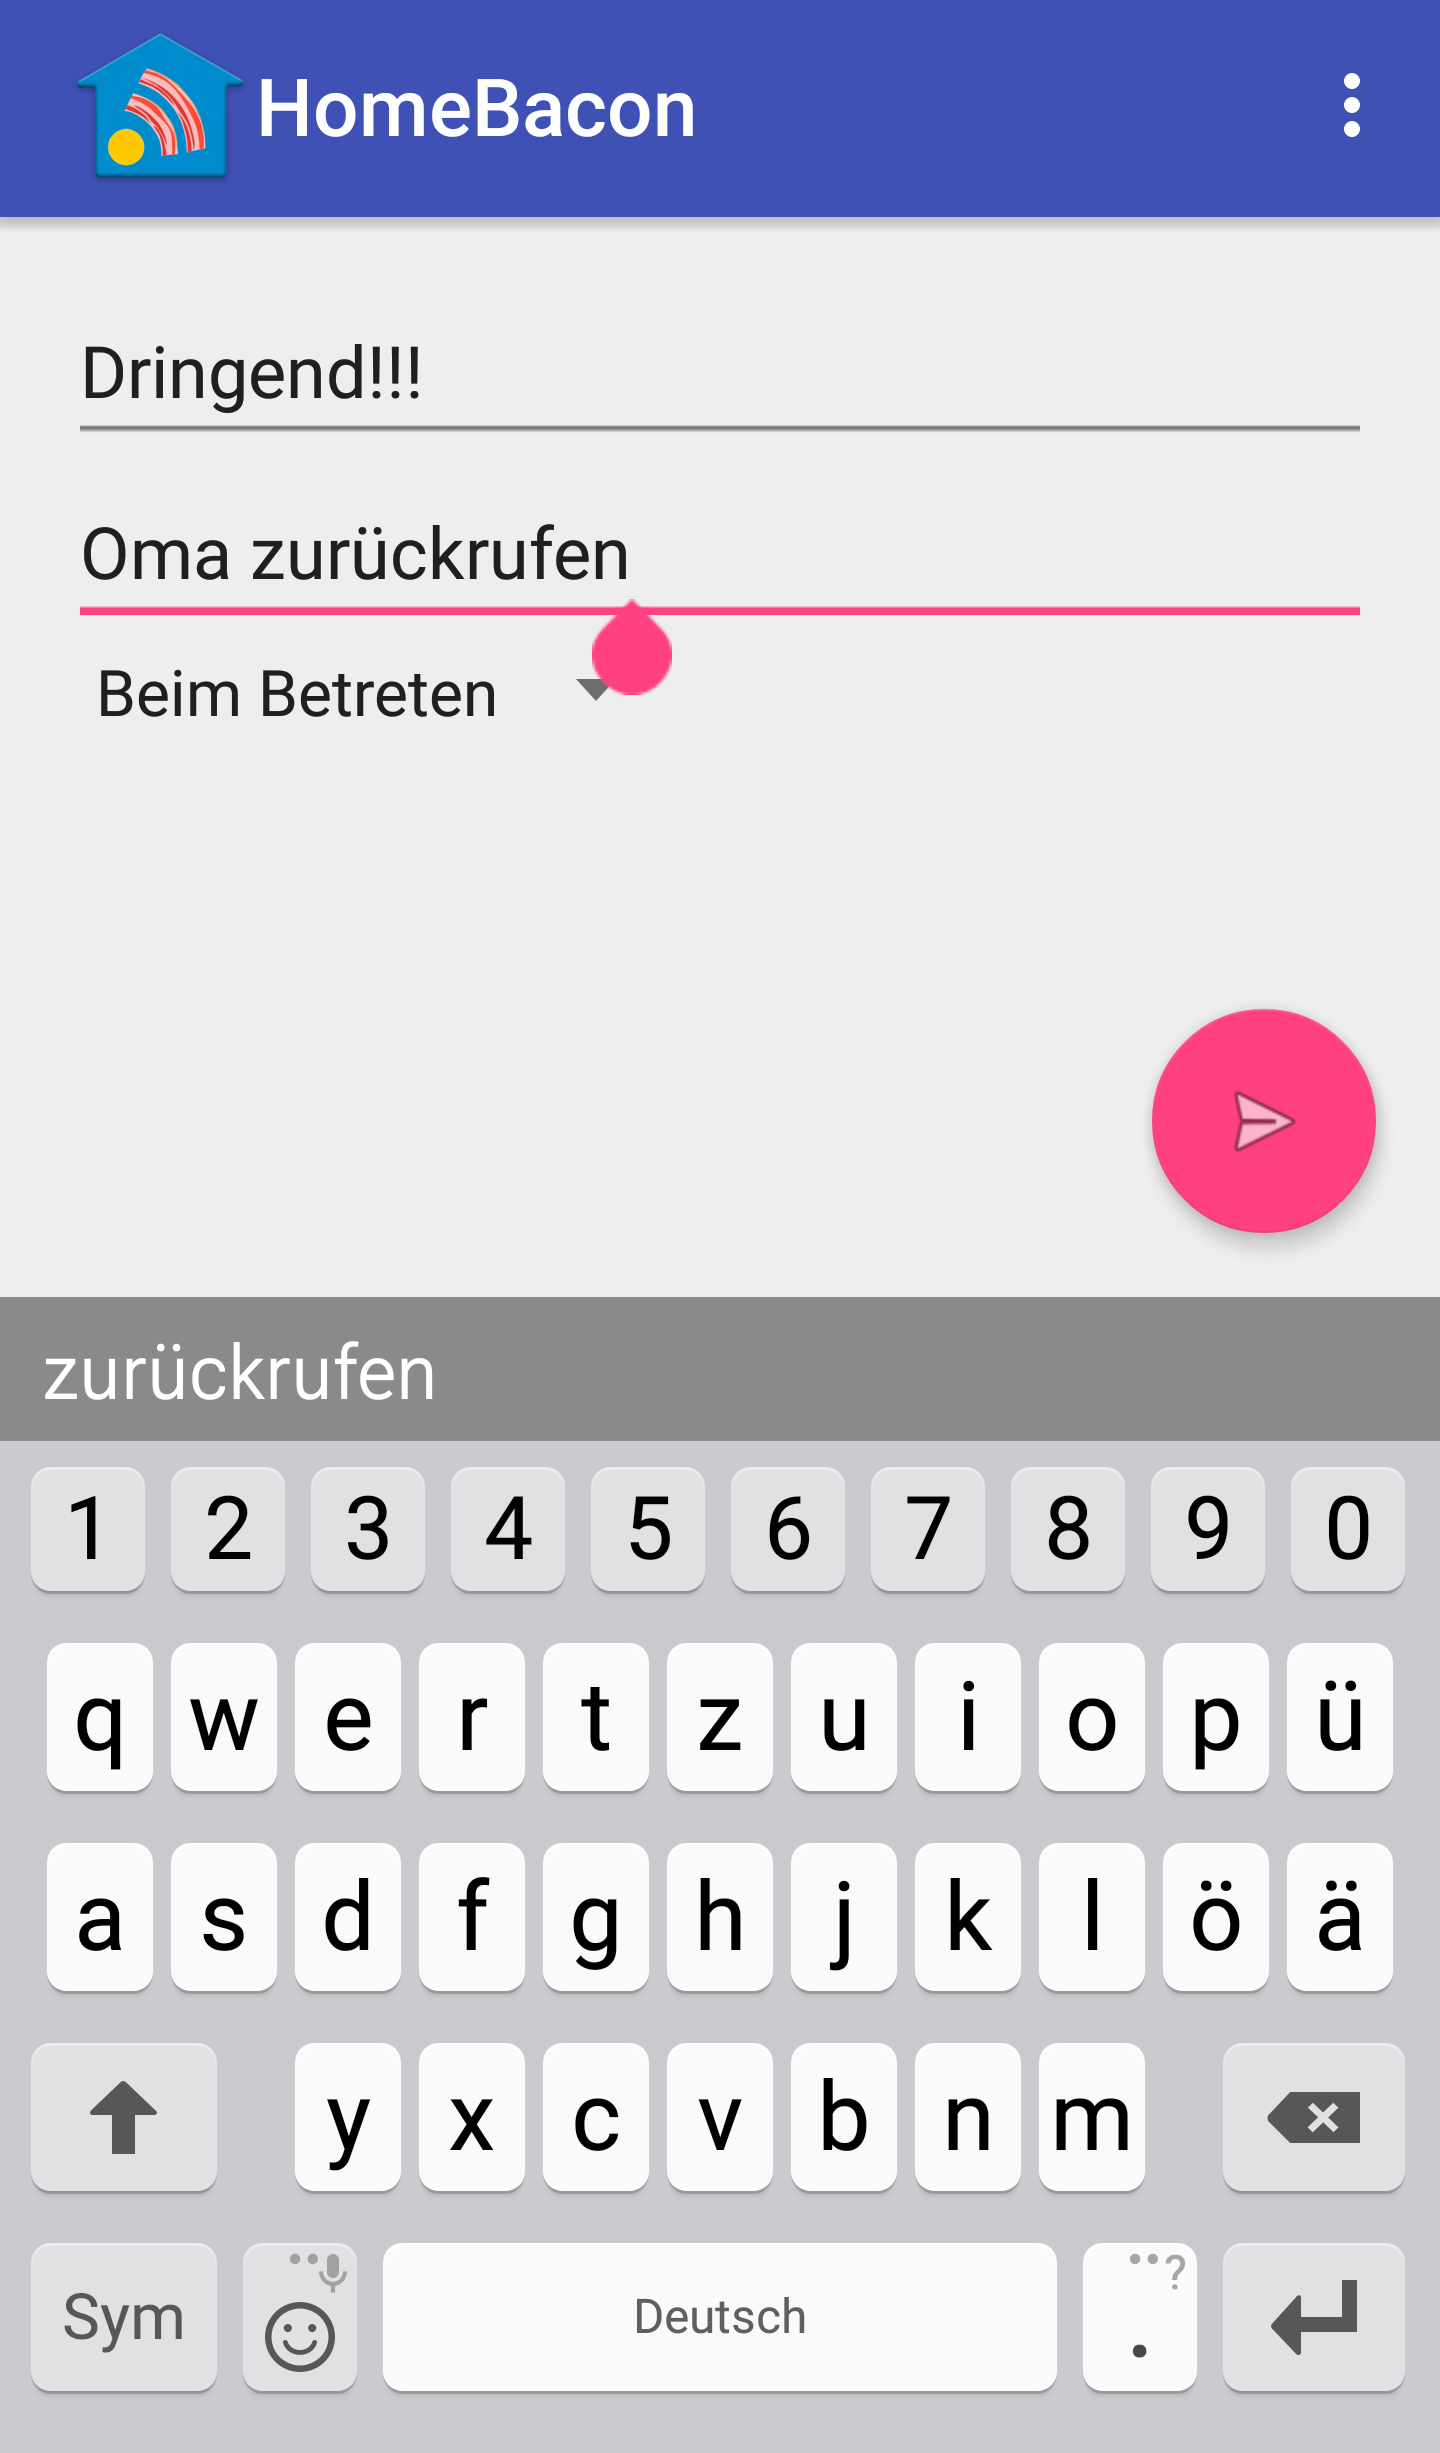 HomeBacon
Dringend!!!
Oma zurückrufen
Beim Betreten
zurückrufen
1 2 3 4 5 6 7 8 9 0
q w e r t z u i o p ü
a s d f g h j k l ö ä
y x c v b n m
Sym Deutsch . ?